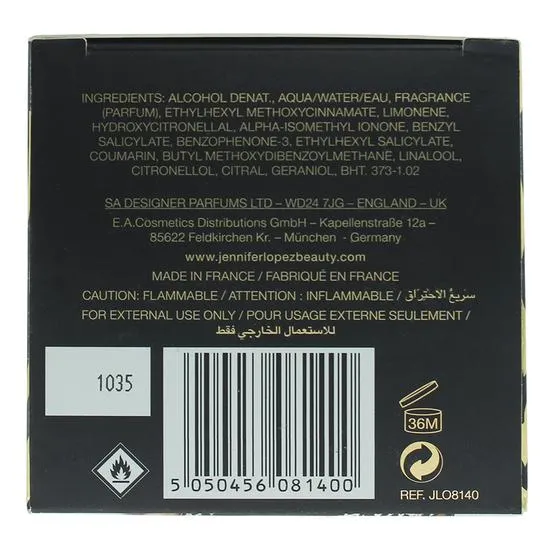 INGREDIENTS: ALCOHOL DENAT., AQUA/WATER/EAU, FRAGRANCE
(PARFUM), ETHYLHEXYL METHOXYCINNAMATE, LIMONENE,
HYDROXYCITRONELLAL, ALPHA-ISOMETHYL IONONE, BENZYL
SALICYLATE, BENZOPHENONE-3, ETHYLHEXYL SALICYLATE,
COUMARIN, BUTYL METHOXYDIBENZOYLMETHANE, LINALOOL,
CITRONELLOL, CITRAL, GERANIOL, BHT. 373-1.02
SA DESIGNER PARFUMS LTD – WD24 7JG – ENGLAND – UK
E.A.Cosmetics Distributions GmbH – Kapellenstraße 12a –
85622 Feldkirchen Kr. – München - Germany
www.jenniferlopezbeauty.com
MADE IN FRANCE / FABRIQUÉ EN FRANCE
CAUTION: FLAMMABLE / ATTENTION : INFLAMMABLE / سَرِيعُ الاحْتِرَاقِ
FOR EXTERNAL USE ONLY / POUR USAGE EXTERNE SEULEMENT /
للاستعمال الخارجي فقط
1035
36M
5 050456 081400
REF. JLO8140